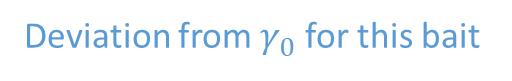 Deviation from γ₀ for this bait